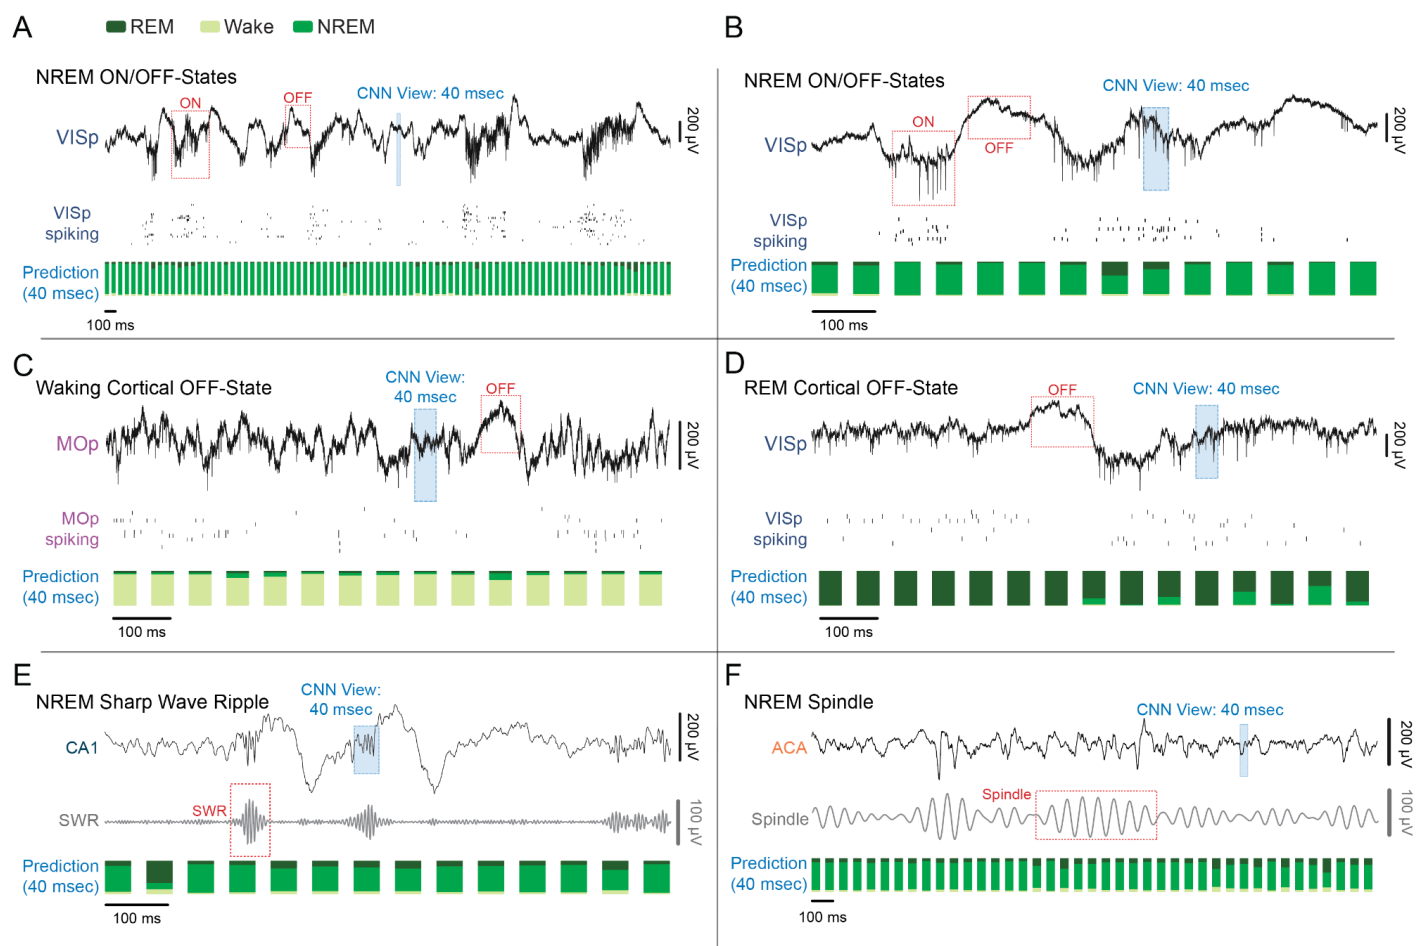 A
REM
Wake
NREM
NREM ON/OFF-States
ON
OFF
CNN View: 40 msec
VISp
200 µV
VISp
spiking
Prediction
(40 msec)
100 ms
B
NREM ON/OFF-States
CNN View: 40 msec
ON
OFF
VISp
200 µV
VISp
spiking
Prediction
(40 msec)
100 ms
C
Waking Cortical OFF-State
CNN View:
40 msec
OFF
MOp
200 µV
MOp
spiking
Prediction
(40 msec)
100 ms
D
REM Cortical OFF-State
OFF
CNN View: 40 msec
VISp
200 µV
VISp
spiking
Prediction
(40 msec)
100 ms
E
NREM Sharp Wave Ripple
CNN View:
40 msec
CA1
200 µV
SWR
SWR
100 µV
Prediction
(40 msec)
100 ms
F
NREM Spindle
CNN View: 40 msec
ACA
200 µV
Spindle
Spindle
100 µV
Prediction
(40 msec)
100 ms